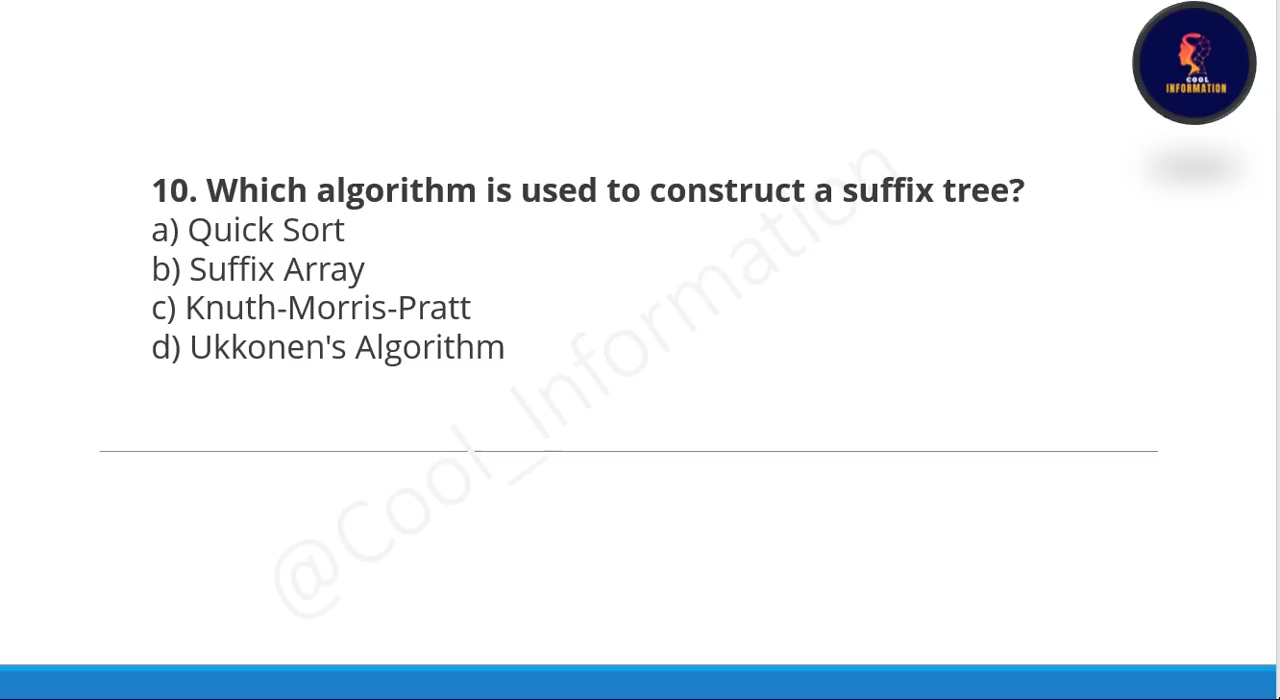 COOL
INFORMATION
10. Which algorithm is used to construct a suffix tree?
a) Quick Sort
b) Suffix Array
c) Knuth-Morris-Pratt
d) Ukkonen's Algorithm
@Cool_Information